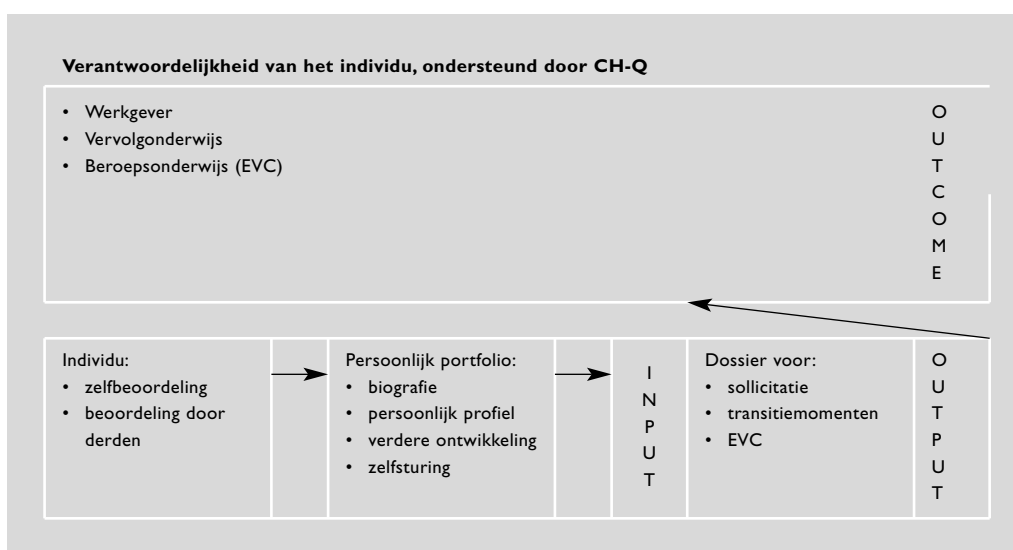 Verantwoordelijkheid van het individu, ondersteund door CH-Q
• Werkgever
• Vervolgonderwijs
• Beroepsonderwijs (EVC)
O
U
T
C
O
M
E
Individu:
• zelfbeoordeling
• beoordeling door
derden
Persoonlijk portfolio:
• biografie
• persoonlijk profiel
• verdere ontwikkeling
• zelfsturing
I
N
P
U
T
Dossier voor:
• sollicitatie
• transitiemomenten
• EVC
O
U
T
P
U
T